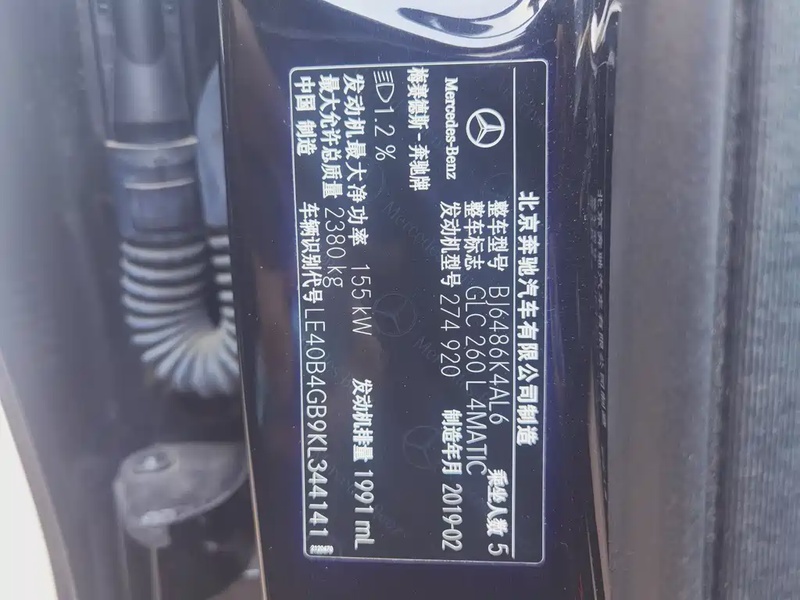 北京奔驰汽车有限公司制造
Mercedes-Benz
整车型号 BJ6486K4AL6
乘坐人数 5
整车标志 GLC 260 L 4MATIC
发动机型号 274 920
制造年月 2019-02
梅赛德斯-奔驰牌
1.2 %
发动机最大净功率 155 kW
发动机排量 1991 mL
最大允许总质量 2380 kg
中国 制造
车辆识别代号 LE40B4GB9KL344141